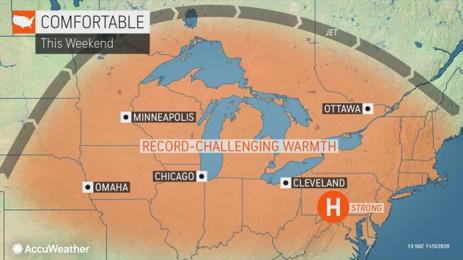 COMFORTABLE
This Weekend
JET
OTTAWA
MINNEAPOLIS
RECORD-CHALLENGING WARMTH
CHICAGO
CLEVELAND
OMAHA
H STRONG
AccuWeather
13:50Z 11/3/2020